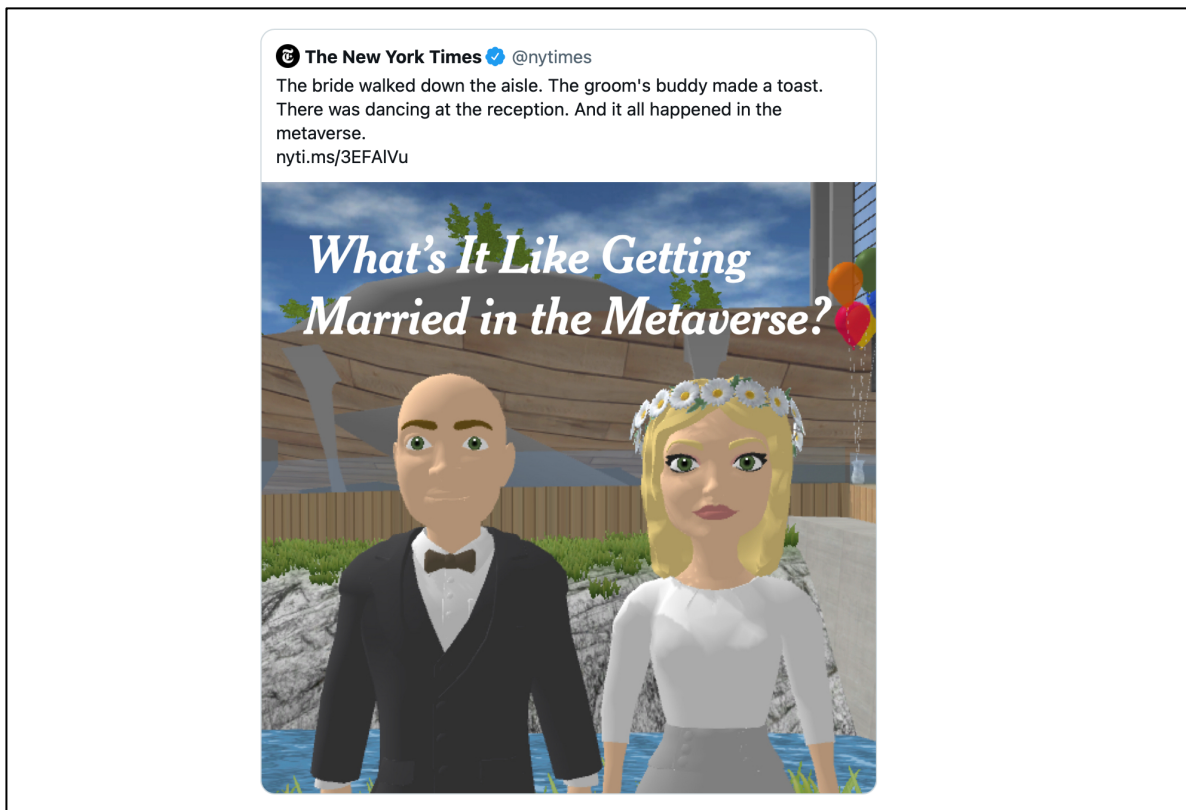 The New York Times @nytimes
The bride walked down the aisle. The groom's buddy made a toast.
There was dancing at the reception. And it all happened in the
metaverse.
nyti.ms/3EFAlVu
What's It Like Getting
Married in the Metaverse?